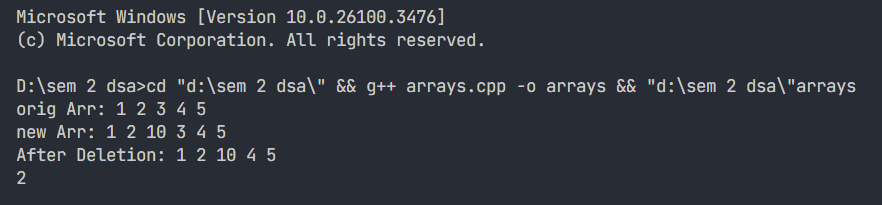 Microsoft Windows [Version 10.0.26100.3476]
(c) Microsoft Corporation. All rights reserved.
D:\sem 2 dsa>cd "d:\sem 2 dsa\" && g++ arrays.cpp -o arrays && "d:\sem 2 dsa\"arrays
orig Arr: 1 2 3 4 5
new Arr: 1 2 10 3 4 5
After Deletion: 1 2 10 4 5
2